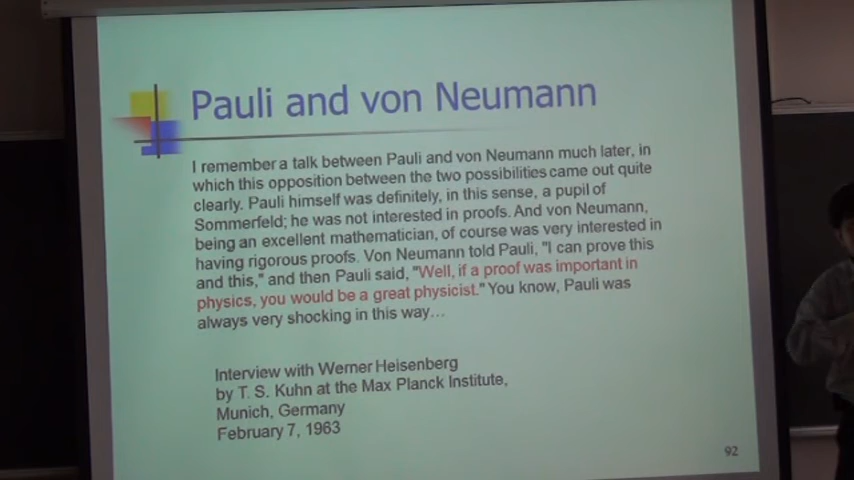 Pauli and von Neumann
I remember a talk between Pauli and von Neumann much later, in
which this opposition between the two possibilities came out quite
clearly. Pauli himself was definitely, in this sense, a pupil of
Sommerfeld; he was not interested in proofs. And von Neumann,
being an excellent mathematician, of course was very interested in
having rigorous proofs. Von Neumann told Pauli, "I can prove this
and this," and then Pauli said, "Well, if a proof was important in
physics, you would be a great physicist." You know, Pauli was
always very shocking in this way…
Interview with Werner Heisenberg
by T. S. Kuhn at the Max Planck Institute,
Munich, Germany
February 7, 1963
92